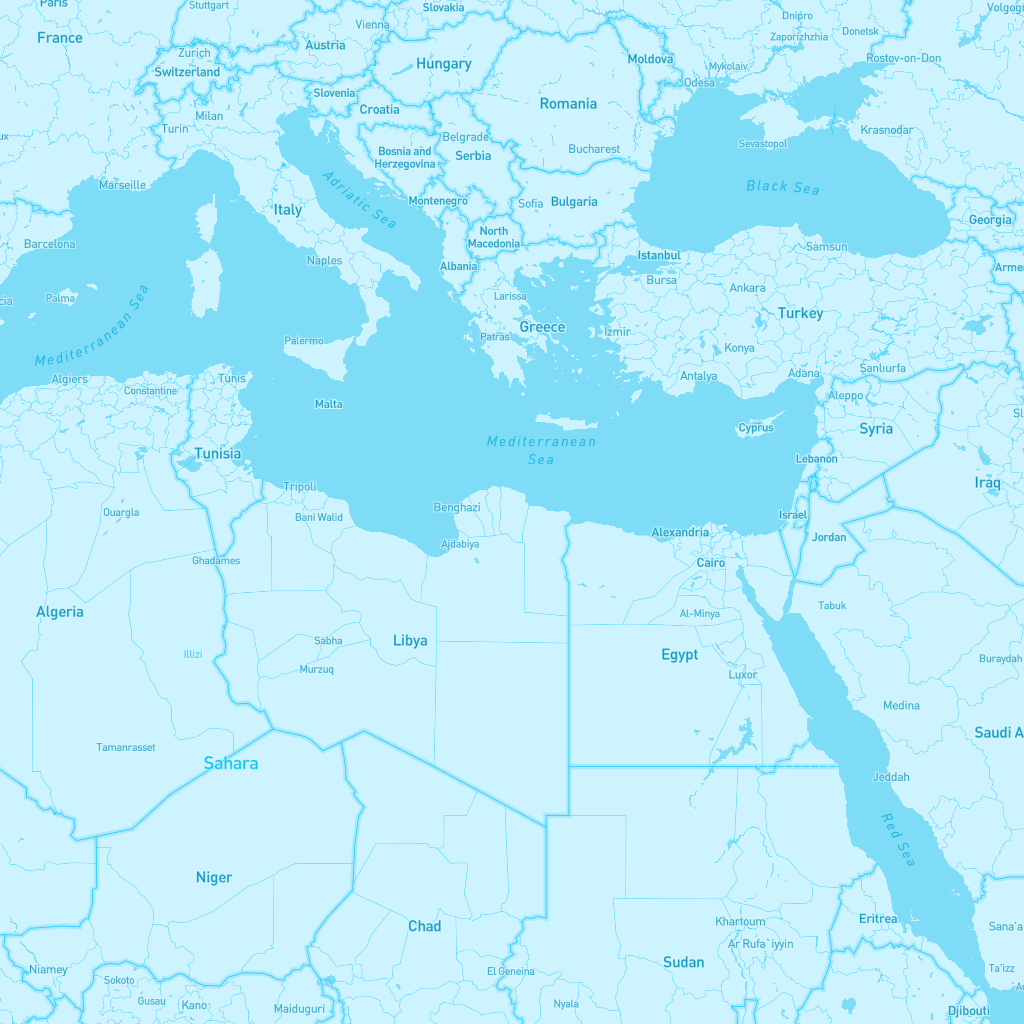 Paris
Stuttgart
Slovakia
Volgogr
Vienna
Dnipro
Donetsk
France
Zaporizhzhia
Austria
Zurich
Moldova
Rostov-on-Don
Hungary
Mykolaiv
Switzerland
Odesa
Slovenia
Romania
Croatia
Milan
Turin
Krasnodar
ux
Belgrade
Sevastopol
Bosnia and
Herzegovina
Serbia
Bucharest
Marseille
Adriatic Sea
Black Sea
Montenegro
Sofia
Bulgaria
Italy
Georgia
North
Macedonia
Barcelona
Samsun
Istanbul
Naples
Albania
Armer
Bursa
Ankara
Larissa
Palma
cia
Turkey
Mediterranean Sea
Greece
Izmir
Palermo
Patras
Konya
Şanlıurfa
Adana
Antalya
Algiers
Tunis
Constantine
Aleppo
Malta
Sl
Cyprus
Syria
Mediterranean
Sea
Tunisia
Lebanon
Iraq
Tripoli
Benghazi
Ouargla
Bani Walid
Israel
Alexandria
Jordan
Ajdabiya
Ghadames
Cairo
Tabuk
Algeria
Al-Minya
Sabha
Libya
Illizi
Egypt
Buraydah
Murzuq
Luxor
Medina
Saudi A
Tamanrasset
Sahara
Jeddah
Red Sea
Niger
Eritrea
Khartoum
Chad
Sana'a
Ar Rufa`iyyin
Sudan
Niamey
El Geneina
Ta'izz
Sokoto
Ac
Gusau
Kano
Maiduguri
Nyala
Djibouti